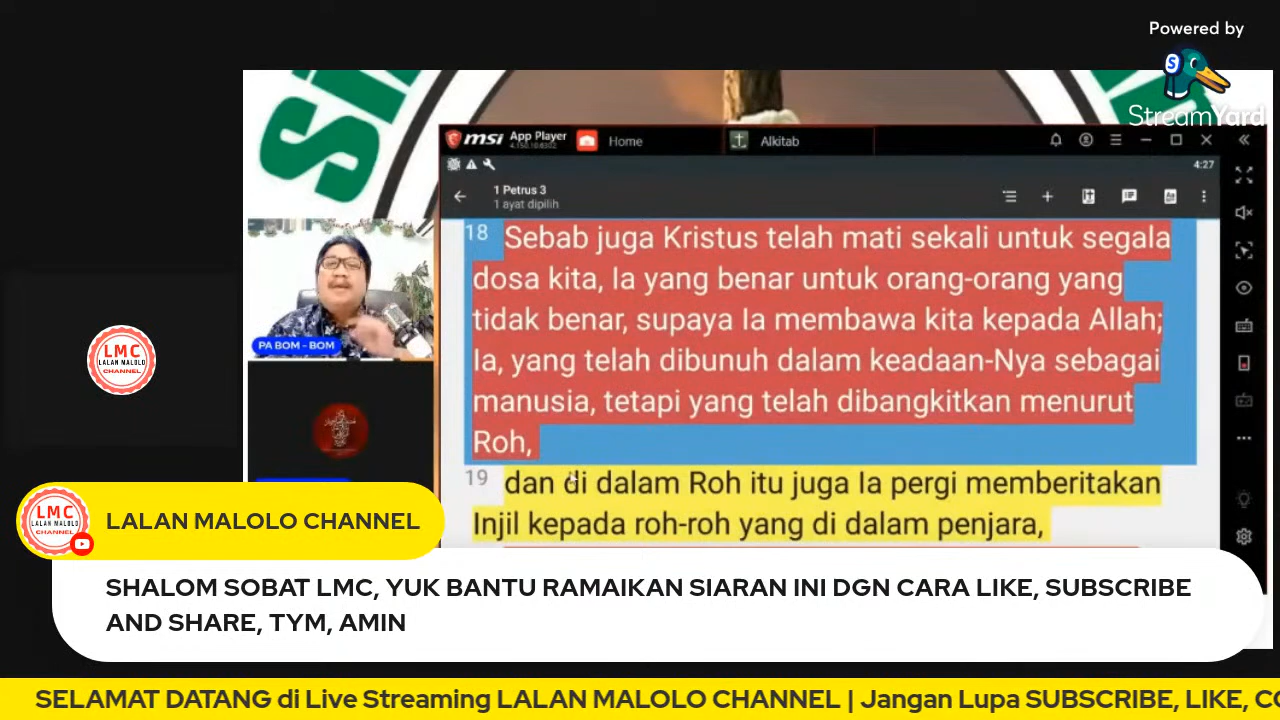 Powered by
S
StreamYard
msi App Player
Home
Alkitab
4:27
1 Petrus 3
1 ayat dipilih
18 Sebab juga Kristus telah mati sekali untuk segala
dosa kita, Ia yang benar untuk orang-orang yang
tidak benar, supaya Ia membawa kita kepada Allah;
Ia, yang telah dibunuh dalam keadaan-Nya sebagai
manusia, tetapi yang telah dibangkitkan menurut
Roh,
19 dan di dalam Roh itu juga Ia pergi memberitakan
Injil kepada roh-roh yang di dalam penjara,
PA BOM - BOM
LMC
LALAN MALOLO
CHANNEL
LMC
LALAN MALOLO
CHANNEL
LALAN MALOLO CHANNEL
SHALOM SOBAT LMC, YUK BANTU RAMAIKAN SIARAN INI DGN CARA LIKE, SUBSCRIBE
AND SHARE, TYM, AMIN
SELAMAT DATANG di Live Streaming LALAN MALOLO CHANNEL | Jangan Lupa SUBSCRIBE, LIKE, CO